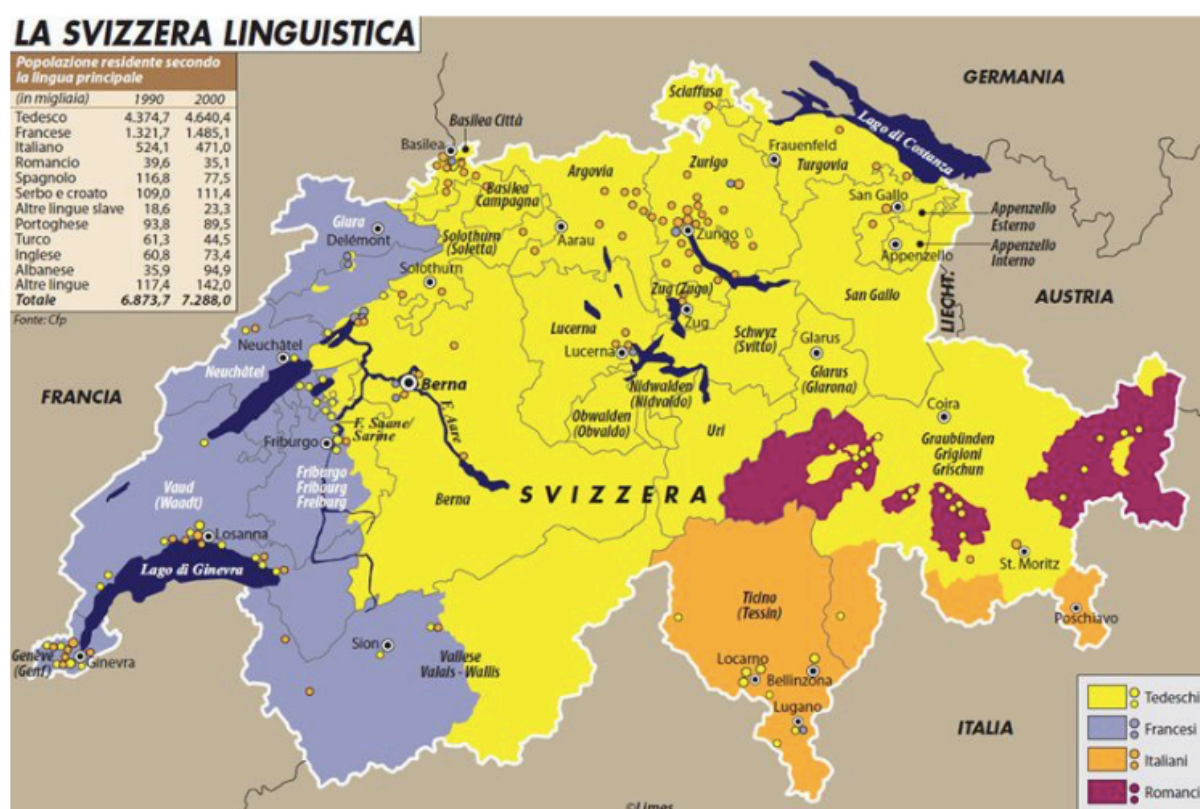 LA SVIZZERA LINGUISTICA
Popolazione residente secondo
la lingua principale
(in migliaia) 1990 2000
Tedesco 4.374,7 4.640,4
Francese 1.321,7 1.485,1
Italiano 524,1 471,0
Romancio 39,6 35,1
Spagnolo 116,8 77,5
Serbo e croato 109,0 111,4
Altre lingue slave 18,6 23,3
Portoghese 93,8 89,5
Turco 61,3 44,5
Inglese 60,8 73,4
Albanese 35,9 94,9
Altre lingue 117,4 142,0
Totale 6.873,7 7.288,0
Fonte: Cfp
GERMANIA
Sciaffusa
Basilea Città
Basilea
Lago di Costanza
Frauenfeld
Zurigo
Turgovia
Argovia
Basilea
Campagna
San Gallo
Appenzello
Esterno
Giura
Delémont
Solothurn
(Soletta)
Aarau
Zurigo
Appenzello
Appenzello
Interno
Solothurn
Zug (Zugo)
San Gallo
LIECHT.
AUSTRIA
Zug
Lucerna
Schwyz
(Svitto)
Glarus
Neuchâtel
Lucerna
Neuchâtel
Glarus
(Glarona)
FRANCIA
Berna
Nidwalden
(Nidvaldo)
F. Aare
Obwalden
(Obvaldo)
Uri
Coira
F. Saane/
Sarine
Friburgo
Graubünden
Grigioni
Grischun
Friburgo
Fribourg
Freiburg
Vaud
(Waadt)
Berna
SVIZZERA
Losanna
Lago di Ginevra
St. Moritz
Ticino
(Tessin)
Poschiavo
Sion
Genève
(Genf)
Ginevra
Vallese
Valais - Wallis
Locarno
Bellinzona
Lugano
ITALIA
Tedeschi
Francesi
Italiani
Romanci
©Limes